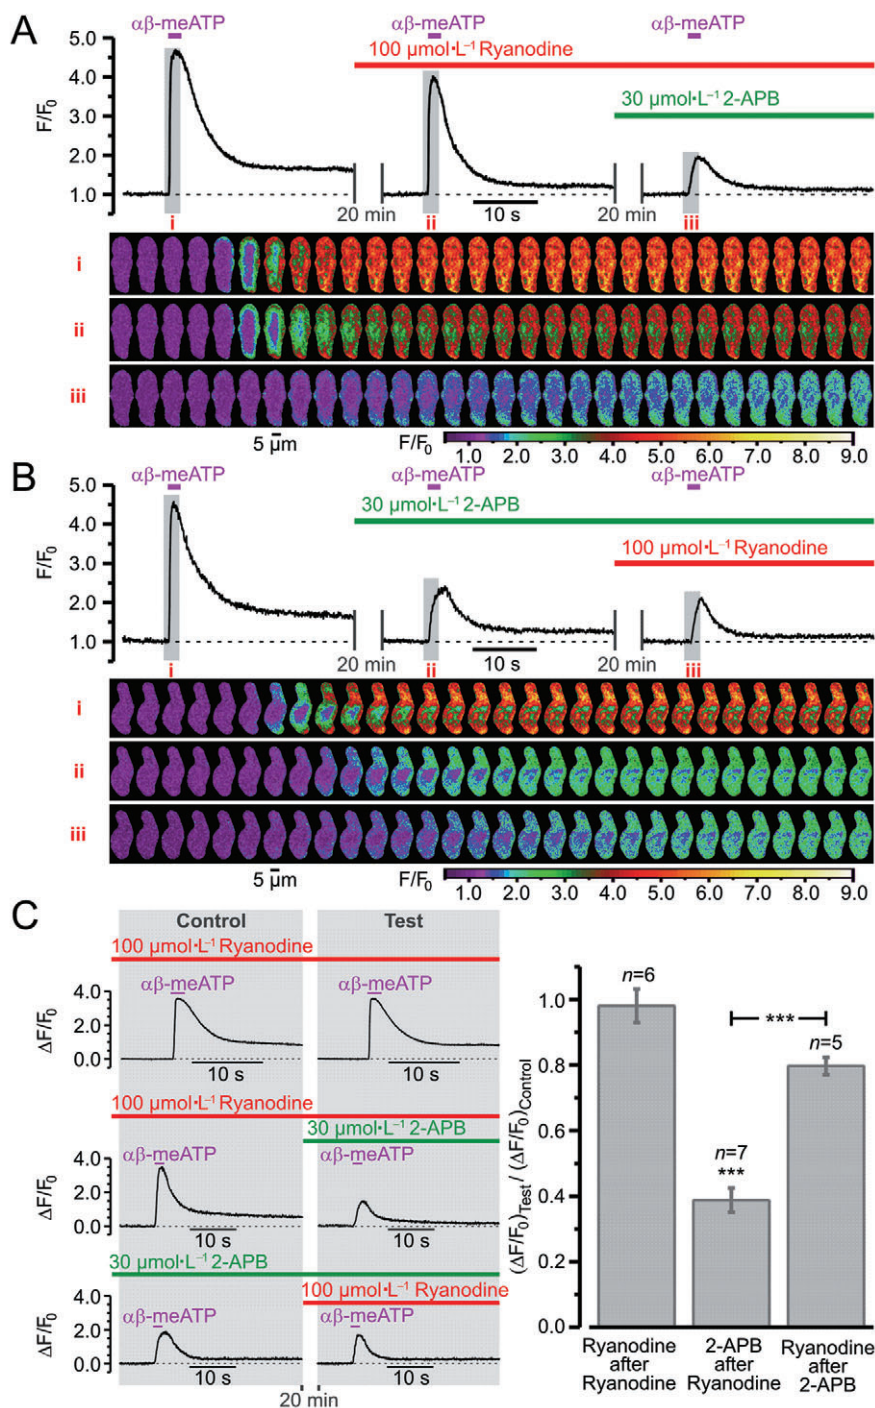 A
αβ-meATP
αβ-meATP
αβ-meATP
100 µmol·L⁻¹ Ryanodine
30 µmol·L⁻¹ 2-APB
F/F₀
5.0
4.0
3.0
2.0
1.0
20 min
10 s
20 min
i
ii
iii
i
ii
iii
5 µm
F/F₀
1.0 2.0 3.0 4.0 5.0 6.0 7.0 8.0 9.0
B
αβ-meATP
αβ-meATP
αβ-meATP
30 µmol·L⁻¹ 2-APB
100 µmol·L⁻¹ Ryanodine
F/F₀
5.0
4.0
3.0
2.0
1.0
20 min
10 s
20 min
i
ii
iii
i
ii
iii
5 µm
F/F₀
1.0 2.0 3.0 4.0 5.0 6.0 7.0 8.0 9.0
C
Control
Test
100 µmol·L⁻¹ Ryanodine
αβ-meATP
αβ-meATP
ΔF/F₀
4.0
2.0
0.0
10 s
10 s
100 µmol·L⁻¹ Ryanodine
30 µmol·L⁻¹ 2-APB
αβ-meATP
αβ-meATP
ΔF/F₀
4.0
2.0
0.0
10 s
10 s
30 µmol·L⁻¹ 2-APB
100 µmol·L⁻¹ Ryanodine
αβ-meATP
αβ-meATP
ΔF/F₀
4.0
2.0
0.0
10 s
10 s
20 min
(ΔF/F₀)Test / (ΔF/F₀)Control
1.0
0.8
0.6
0.4
0.2
0.0
n=6
***
n=5
n=7
***
Ryanodine
after
Ryanodine
2-APB
after
Ryanodine
Ryanodine
after
2-APB